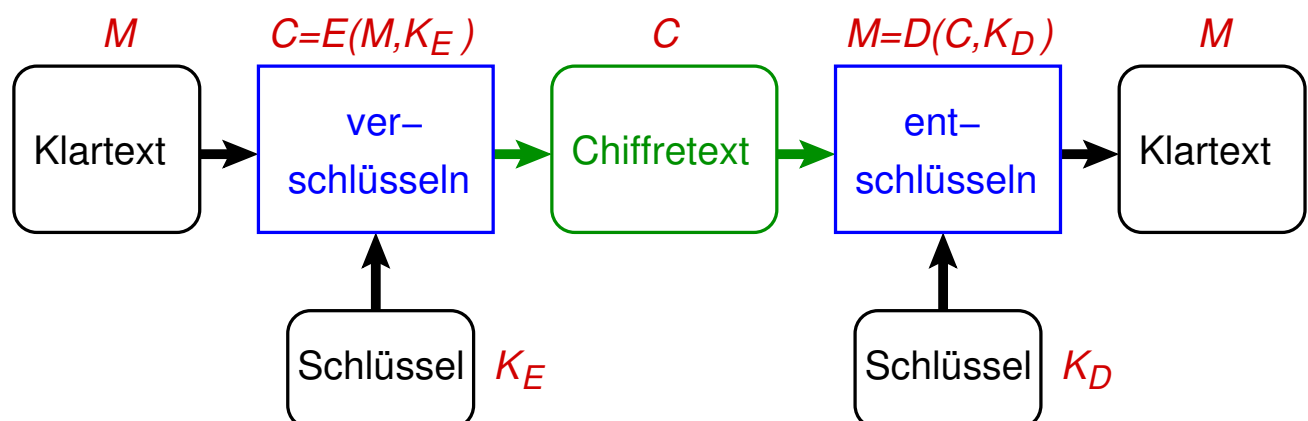 M
C=E(M,K_E)
C
M=D(C,K_D)
M
Klartext
ver–
schlüsseln
Chiffretext
ent–
schlüsseln
Klartext
Schlüssel
K_E
Schlüssel
K_D